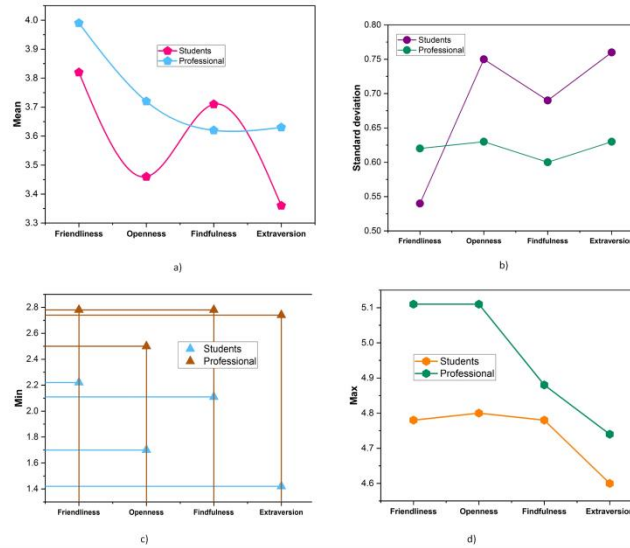 4.0
3.9
3.8
3.7
3.6
3.5
3.4
3.3
Mean
Students
Professional
Friendliness Openness Findfulness Extraversion
a)
0.80
0.75
0.70
0.65
0.60
0.55
0.50
Standard deviation
Students
Professional
Friendliness Openness Findfulness Extraversion
b)
2.8
2.6
2.4
2.2
2.0
1.8
1.6
1.4
Min
Students
Professional
Friendliness Openness Findfulness Extraversion
c)
5.1
5.0
4.9
4.8
4.7
4.6
Max
Students
Professional
Friendliness Openness Findfulness Extraversion
d)